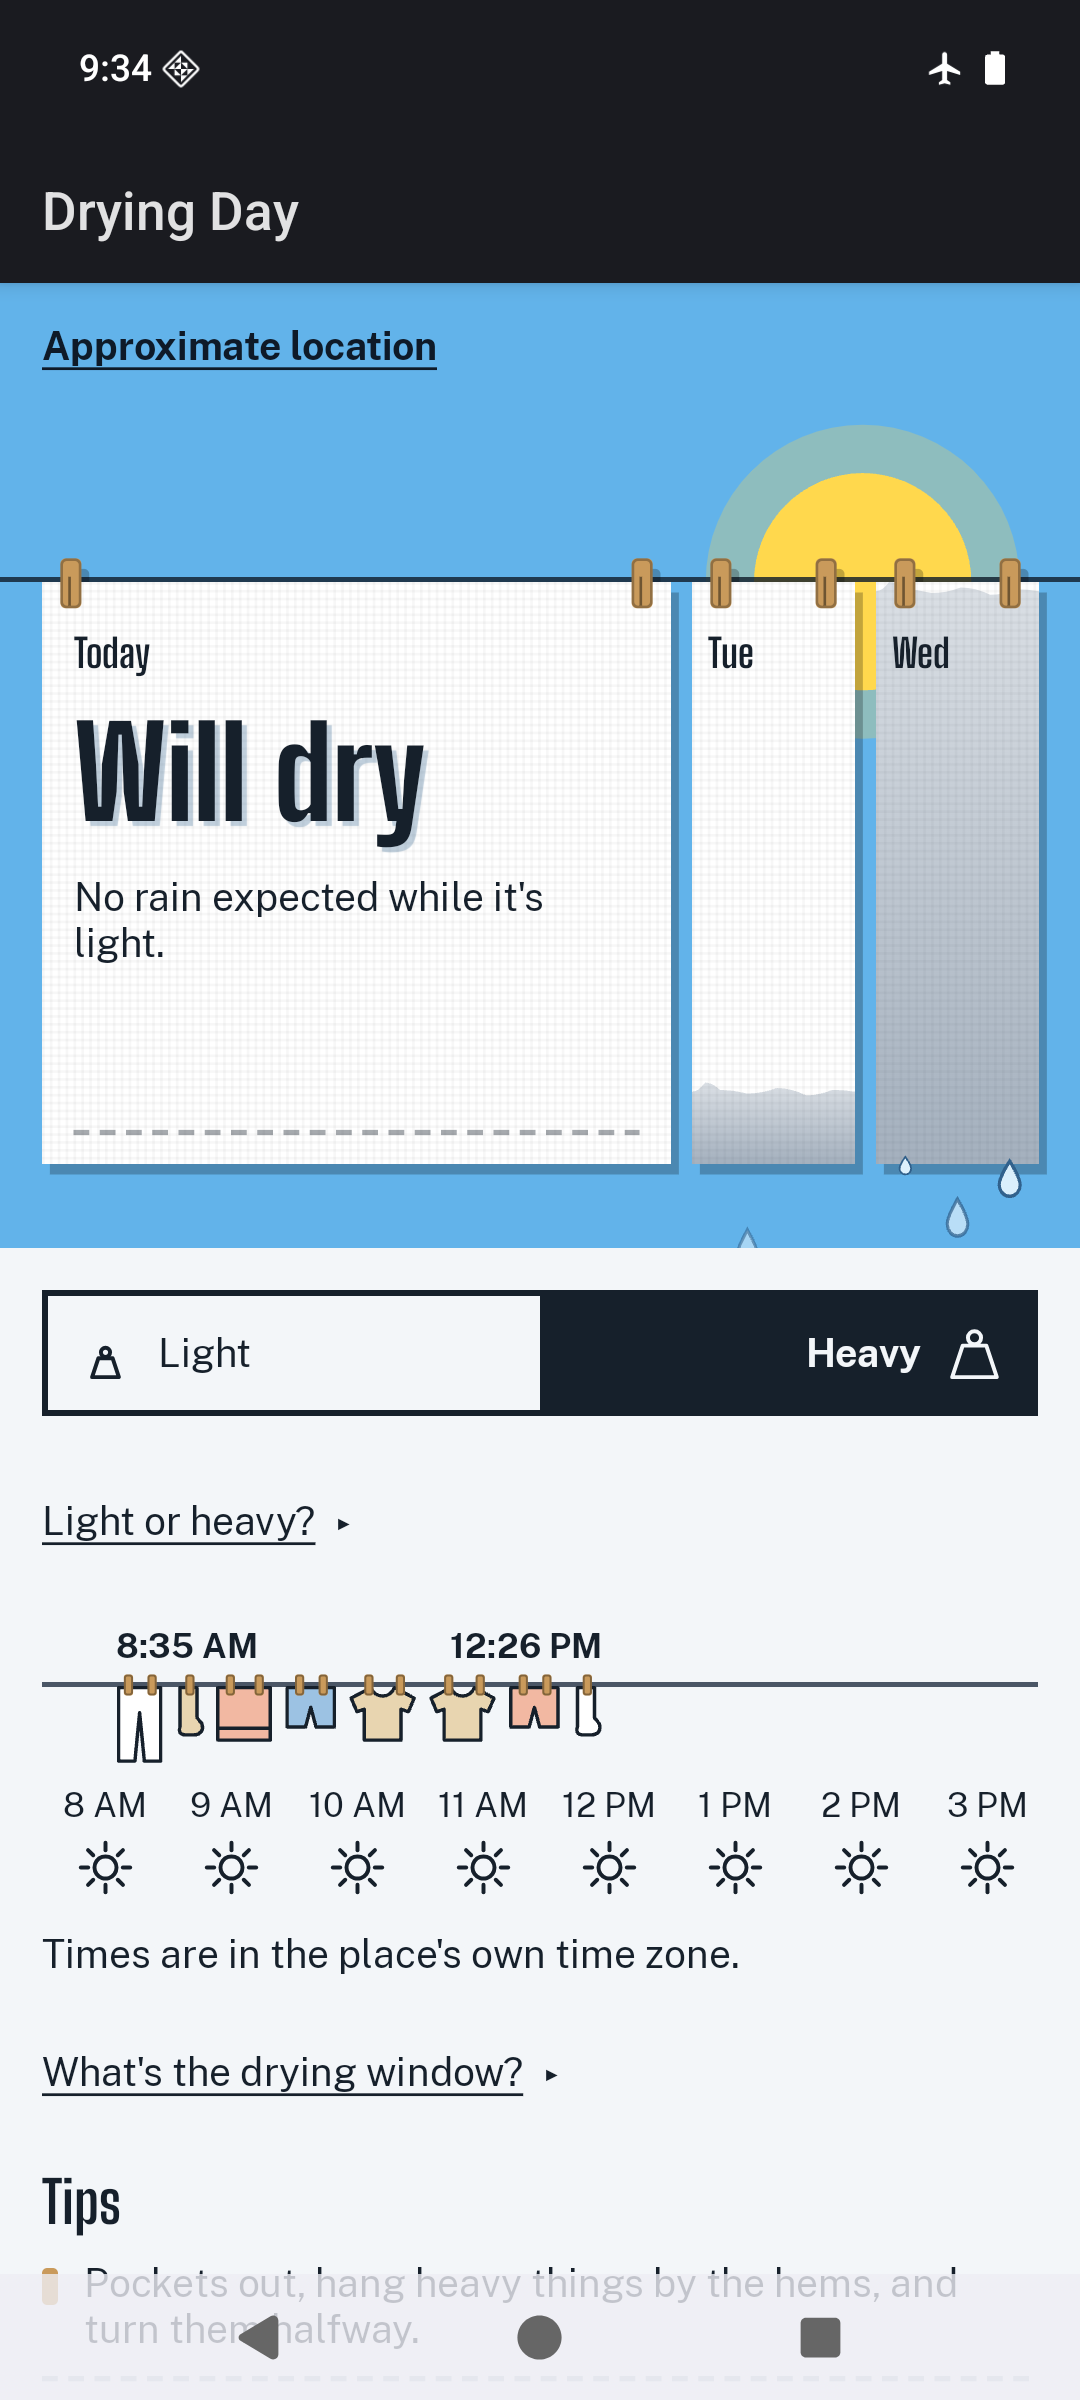 9:34
Drying Day
Approximate location
Today
Will dry
No rain expected while it's
light.
Tue
Wed
Light
Heavy
Light or heavy? ▸
8:35 AM
12:26 PM
8 AM 9 AM 10 AM 11 AM 12 PM 1 PM 2 PM 3 PM
Times are in the place's own time zone.
What's the drying window? ▸
Tips
Pockets out, hang heavy things by the hems, and
turn them halfway.